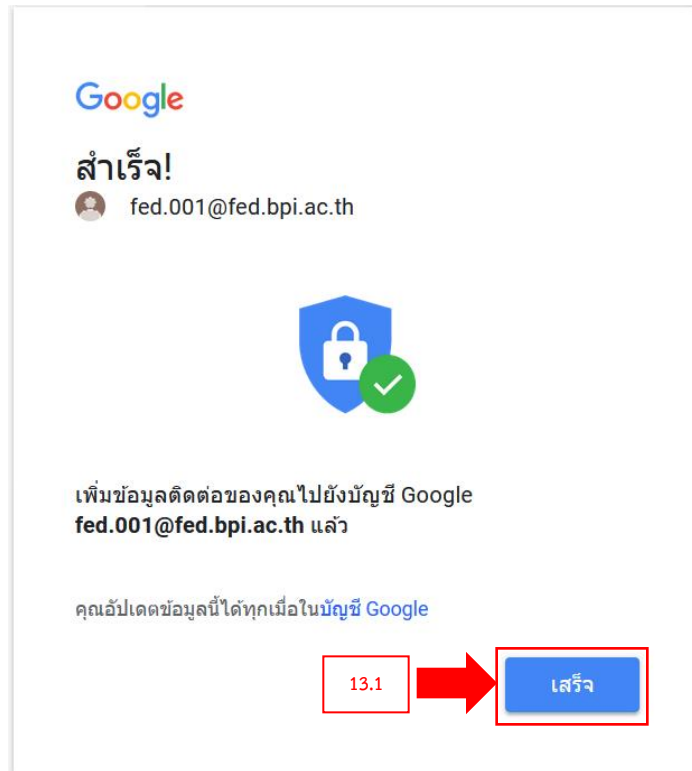 Google
สำเร็จ!
fed.001@fed.bpi.ac.th
เพิ่มข้อมูลติดต่อของคุณไปยังบัญชี Google
fed.001@fed.bpi.ac.th แล้ว
คุณอัปเดตข้อมูลนี้ได้ทุกเมื่อในบัญชี Google
13.1
เสร็จ